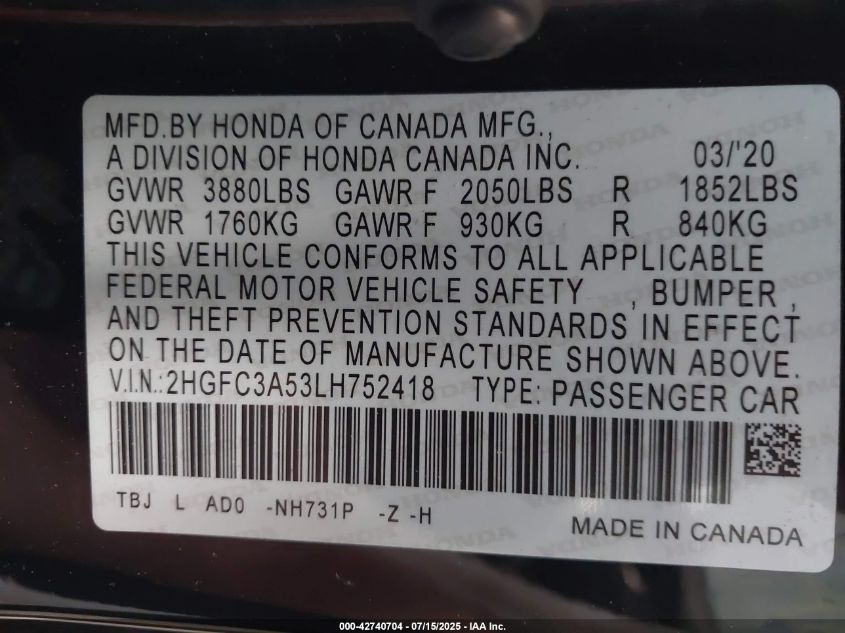 MFD.BY HONDA OF CANADA MFG.,
A DIVISION OF HONDA CANADA INC. 03/'20
GVWR 3880LBS GAWR F 2050LBS R 1852LBS
GVWR 1760KG GAWR F 930KG R 840KG
THIS VEHICLE CONFORMS TO ALL APPLICABLE
FEDERAL MOTOR VEHICLE SAFETY , BUMPER ,
AND THEFT PREVENTION STANDARDS IN EFFECT
ON THE DATE OF MANUFACTURE SHOWN ABOVE.
V.I.N.:2HGFC3A53LH752418 TYPE: PASSENGER CAR
TBJ L AD0 -NH731P -Z -H
MADE IN CANADA
000-42740704 - 07/15/2025 - IAA Inc.